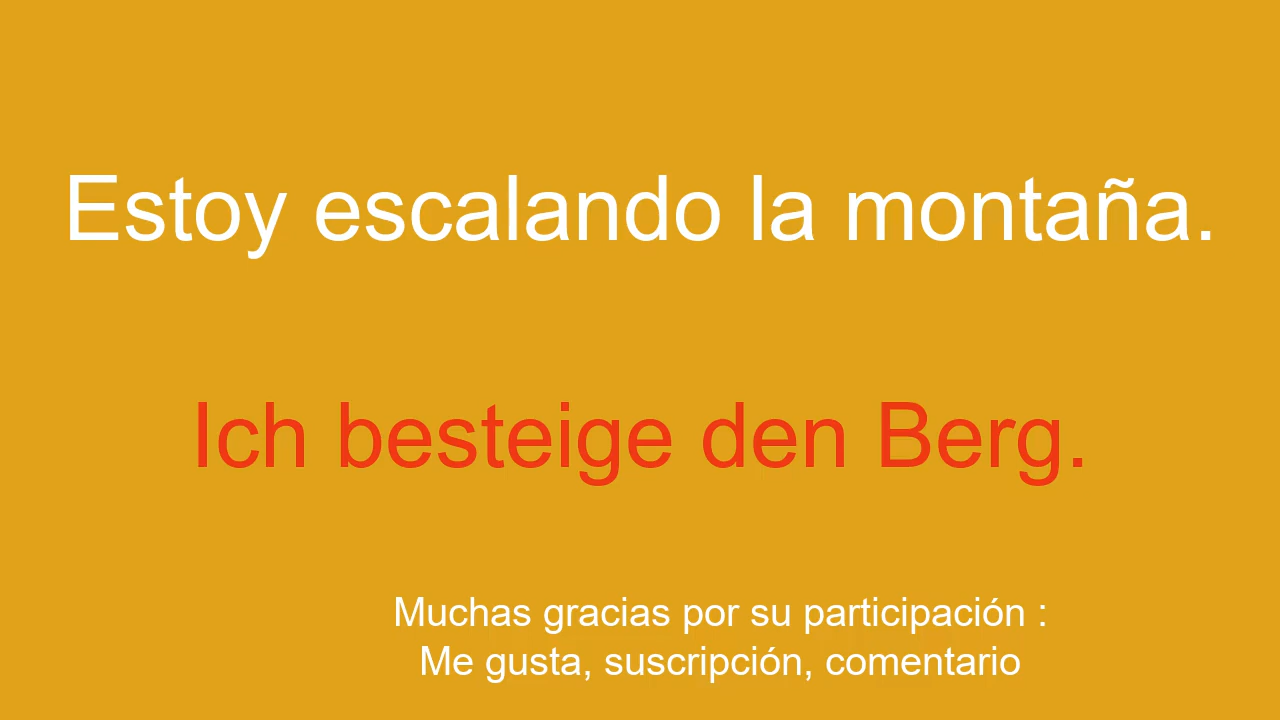 Estoy escalando la montaña.
Ich besteige den Berg.
Muchas gracias por su participación :
Me gusta, suscripción, comentario